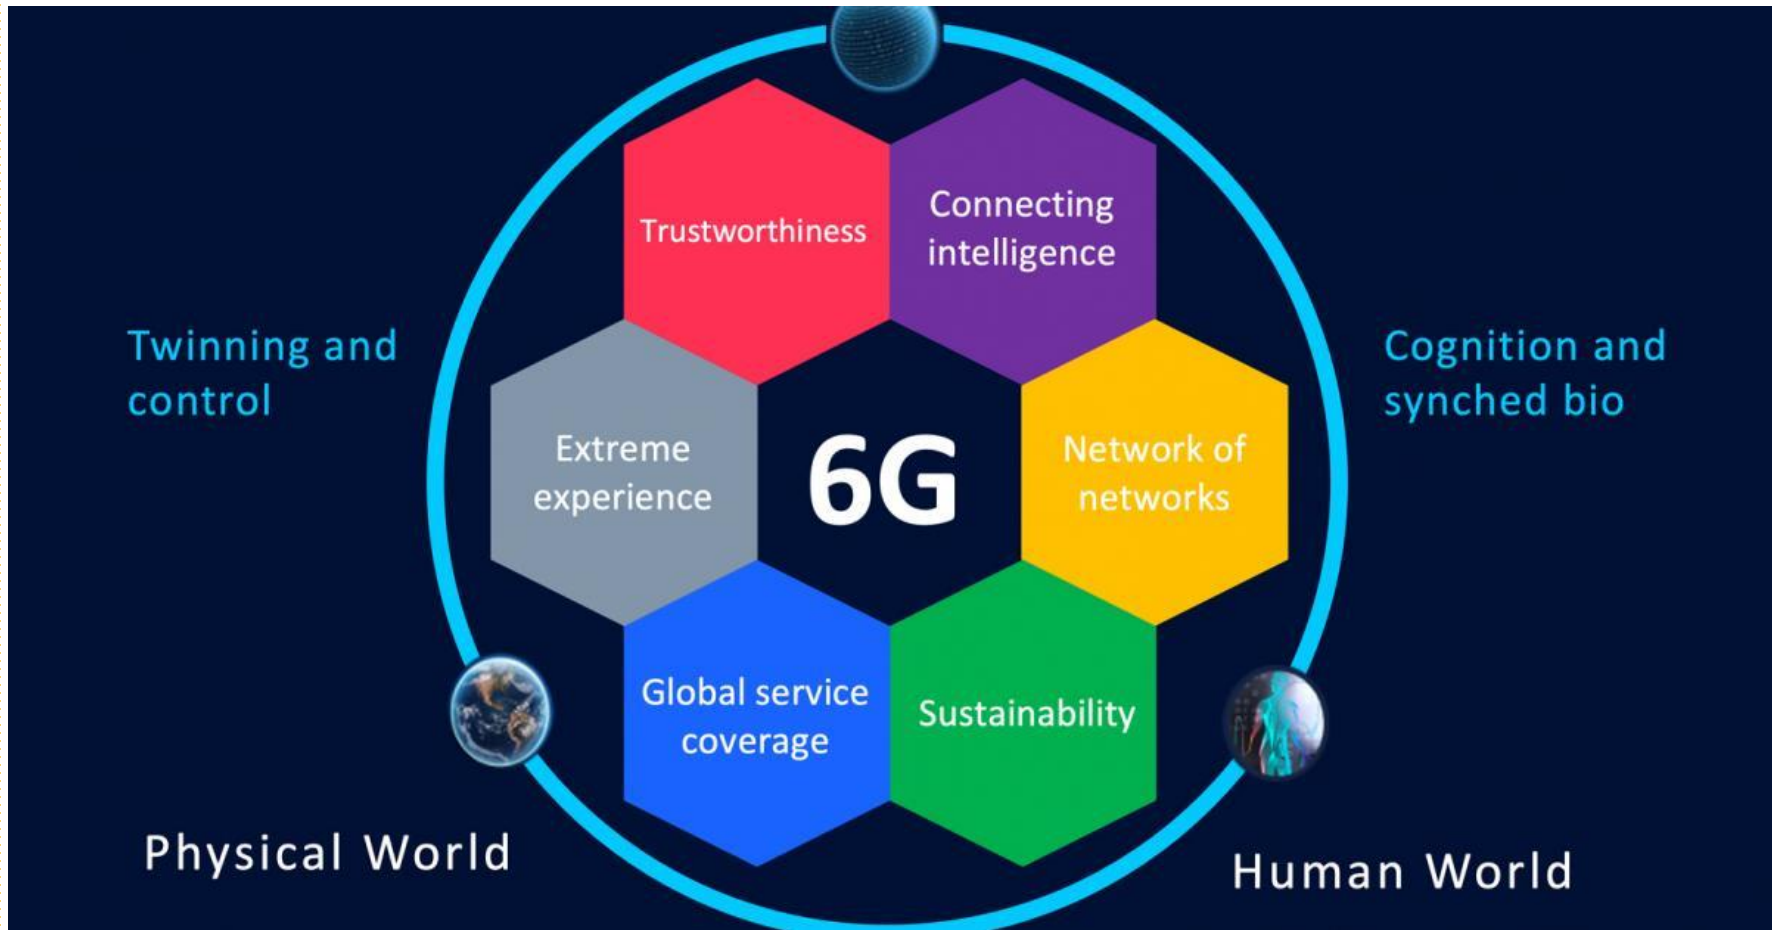 Trustworthiness
Connecting
intelligence
Twinning and
control
Cognition and
synched bio
Extreme
experience
6G
Network of
networks
Global service
coverage
Sustainability
Physical World
Human World